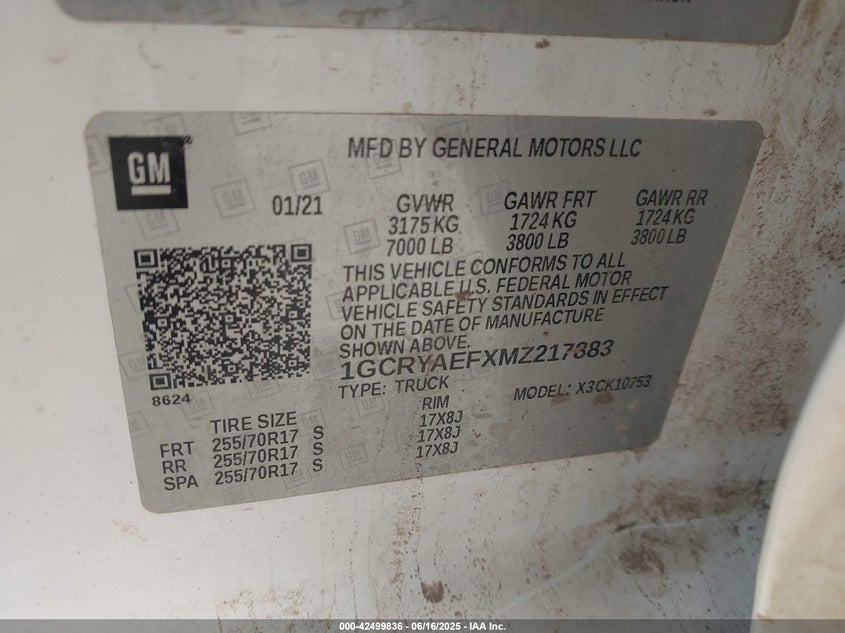 GM
MFD BY GENERAL MOTORS LLC
01/21 GVWR GAWR FRT GAWR RR
3175 KG 1724 KG 1724 KG
7000 LB 3800 LB 3800 LB
THIS VEHICLE CONFORMS TO ALL
APPLICABLE U.S. FEDERAL MOTOR
VEHICLE SAFETY STANDARDS IN EFFECT
ON THE DATE OF MANUFACTURE
SHOWN ABOVE.
1GCRYAEFXMZ217383
TYPE: TRUCK MODEL: X3CK10753
8624
TIRE SIZE RIM
FRT 255/70R17 S 17X8J
RR 255/70R17 S 17X8J
SPA 255/70R17 S 17X8J
000-42499836 - 06/16/2025 - IAA Inc.